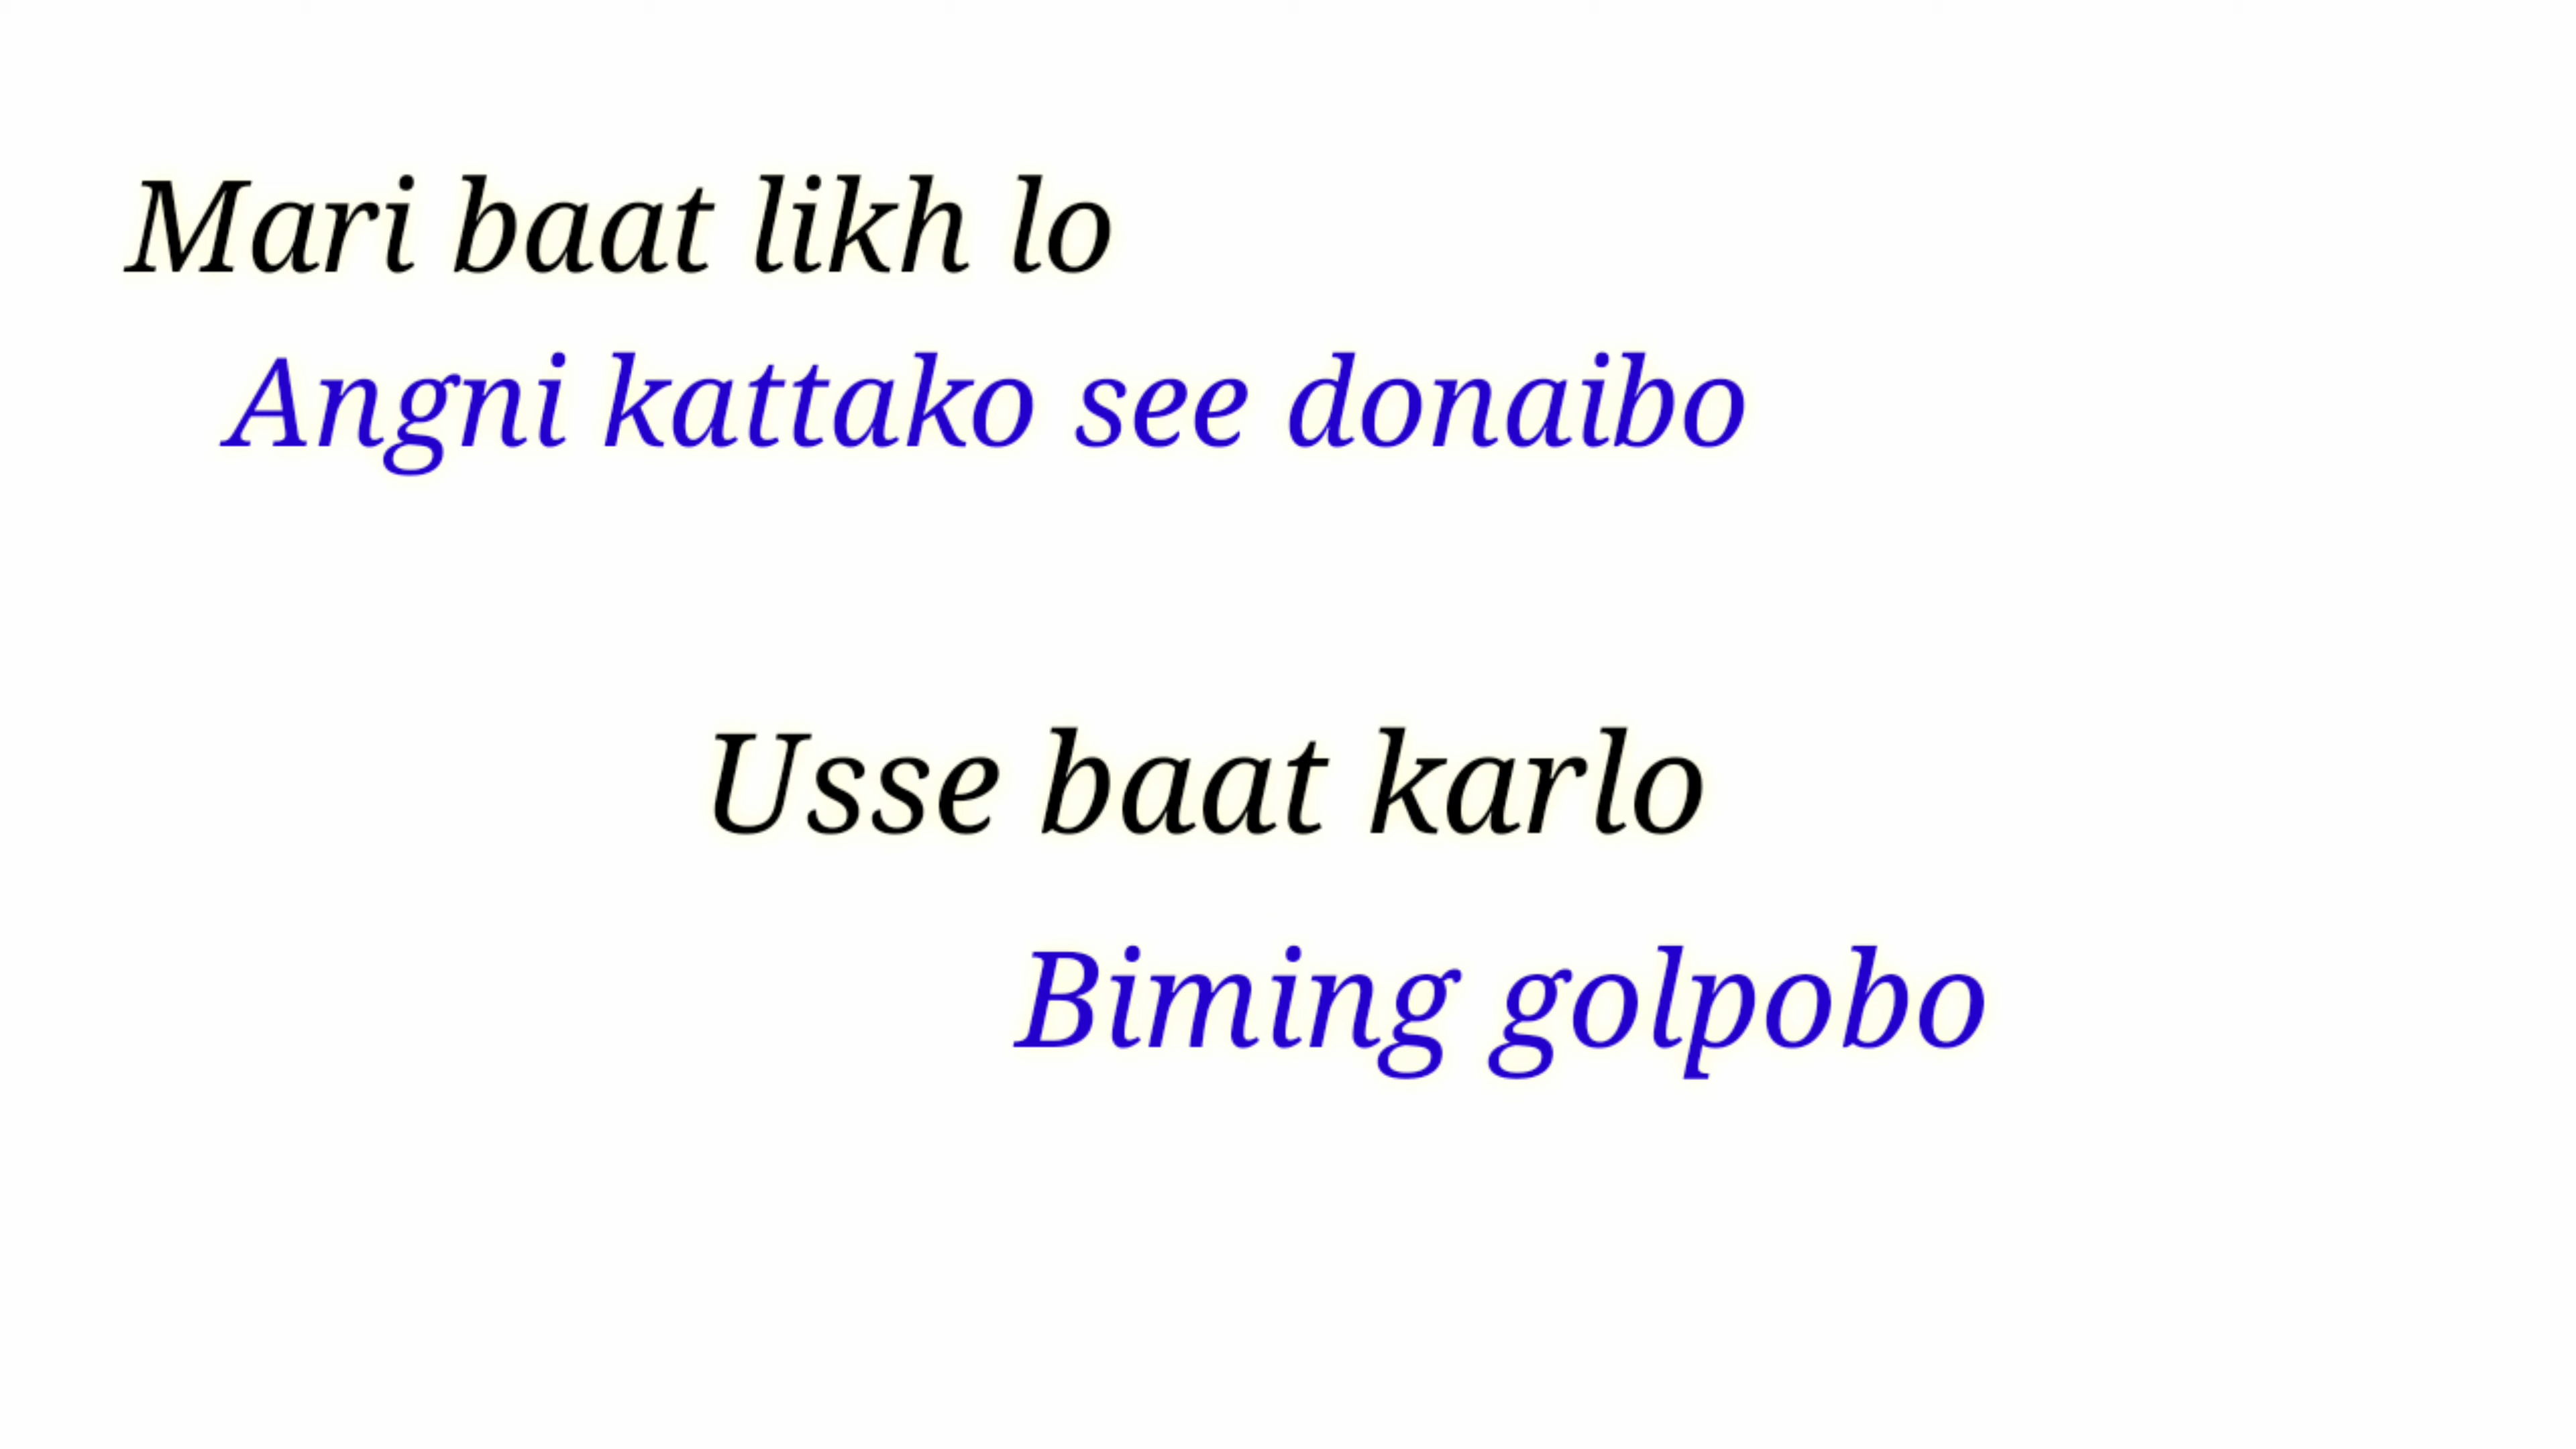 Mari baat likh lo
Angni kattako see donaibo
Usse baat karlo
Biming golpobo